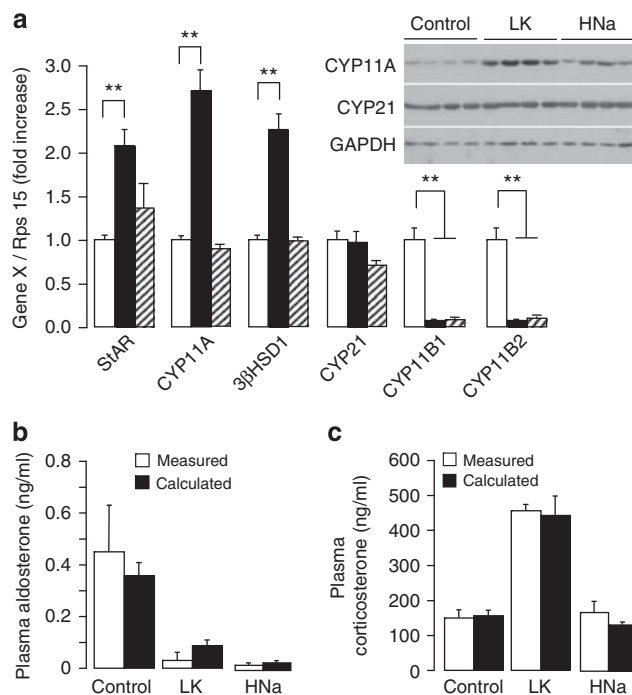 a
Control LK HNa
CYP11A
CYP21
GAPDH
Gene X / Rps 15 (fold increase)
3.0
2.5
2.0
1.5
1.0
0.5
0.0
** ** ** ** **
StAR CYP11A 3βHSD1 CYP21 CYP11B1 CYP11B2
b
Plasma aldosterone (ng/ml)
0.8
0.6
0.4
0.2
0
Measured
Calculated
Control LK HNa
c
Plasma
corticosterone (ng/ml)
600
500
400
300
200
100
0
Measured
Calculated
Control LK HNa